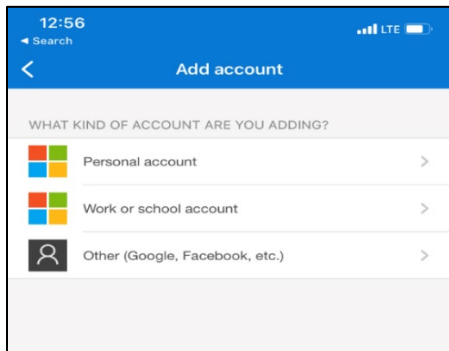 12:56
LTE
◄ Search
Add account
WHAT KIND OF ACCOUNT ARE YOU ADDING?
Personal account
Work or school account
Other (Google, Facebook, etc.)